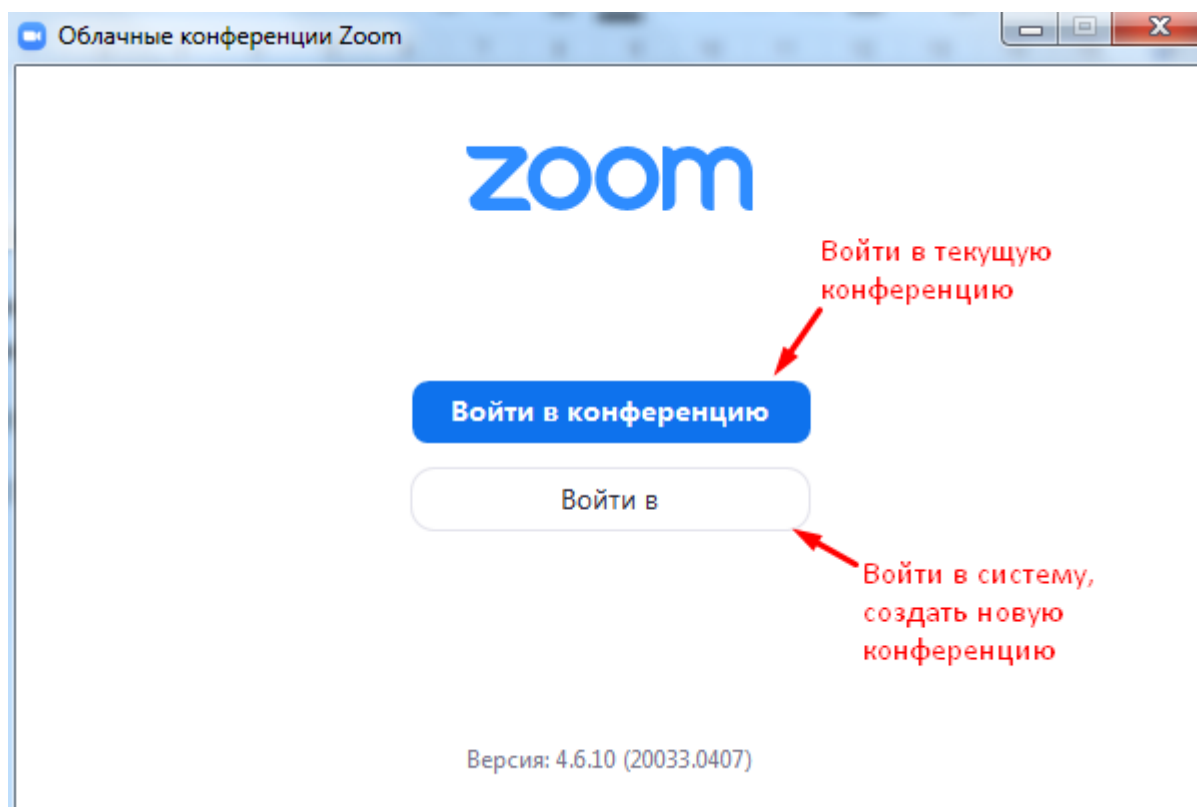 Облачные конференции Zoom
zoom
Войти в текущую
конференцию
Войти в конференцию
Войти в
Войти в систему,
создать новую
конференцию
Версия: 4.6.10 (20033.0407)